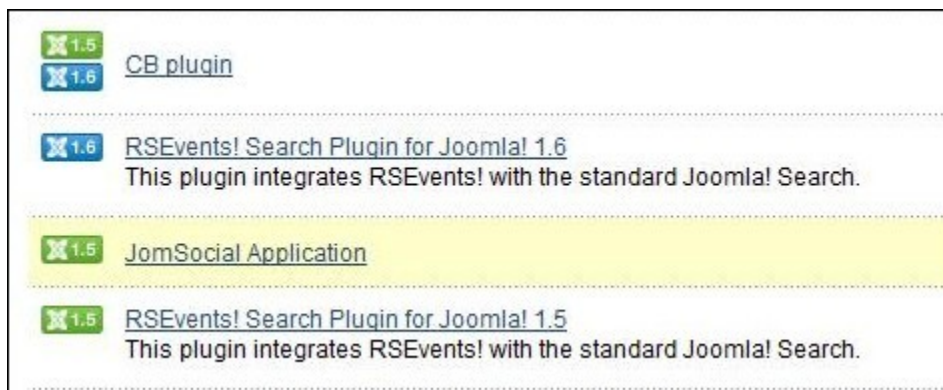 1.5
1.6
CB plugin
1.6
RSEvents! Search Plugin for Joomla! 1.6
This plugin integrates RSEvents! with the standard Joomla! Search.
1.5
JomSocial Application
1.5
RSEvents! Search Plugin for Joomla! 1.5
This plugin integrates RSEvents! with the standard Joomla! Search.